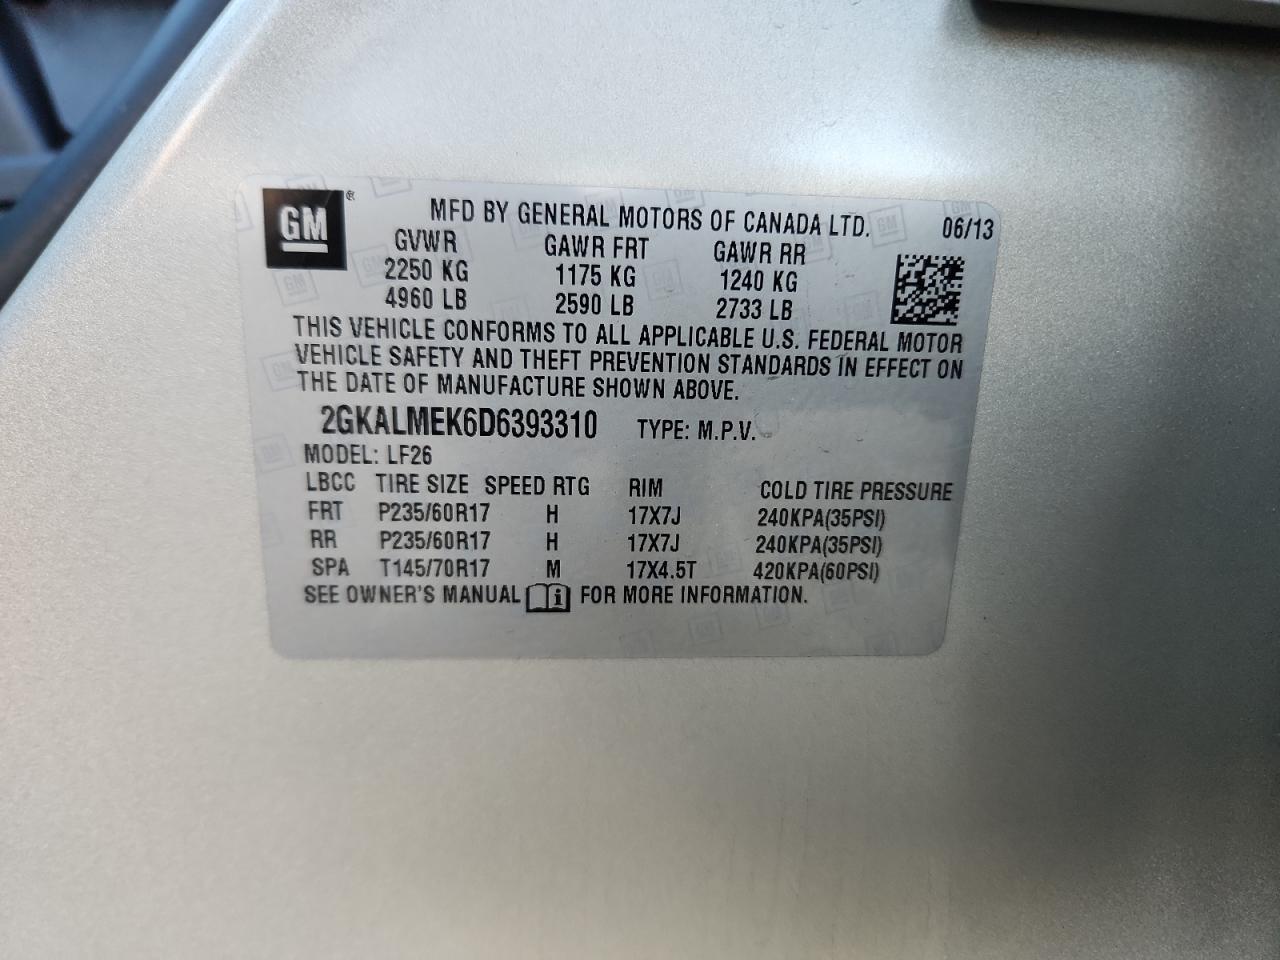 GM ®
MFD BY GENERAL MOTORS OF CANADA LTD. 06/13
GVWR GAWR FRT GAWR RR
2250 KG 1175 KG 1240 KG
4960 LB 2590 LB 2733 LB
THIS VEHICLE CONFORMS TO ALL APPLICABLE U.S. FEDERAL MOTOR
VEHICLE SAFETY AND THEFT PREVENTION STANDARDS IN EFFECT ON
THE DATE OF MANUFACTURE SHOWN ABOVE.
2GKALMEK6D6393310 TYPE: M.P.V.
MODEL: LF26
LBCC TIRE SIZE SPEED RTG RIM COLD TIRE PRESSURE
FRT P235/60R17 H 17X7J 240KPA(35PSI)
RR P235/60R17 H 17X7J 240KPA(35PSI)
SPA T145/70R17 M 17X4.5T 420KPA(60PSI)
SEE OWNER'S MANUAL i FOR MORE INFORMATION.